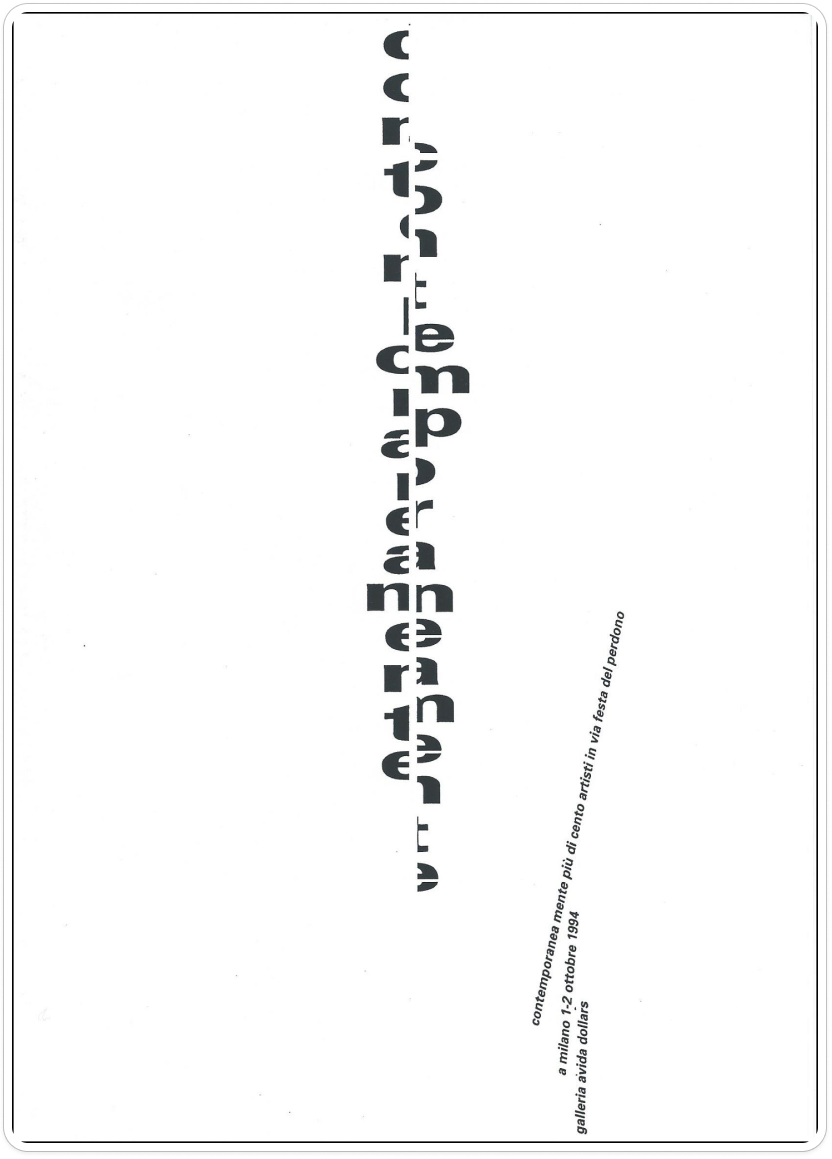 contemporaneamente
contemporanea mente più di cento artisti in via festa del perdono
a milano 1-2 ottobre 1994
galleria avida dollars